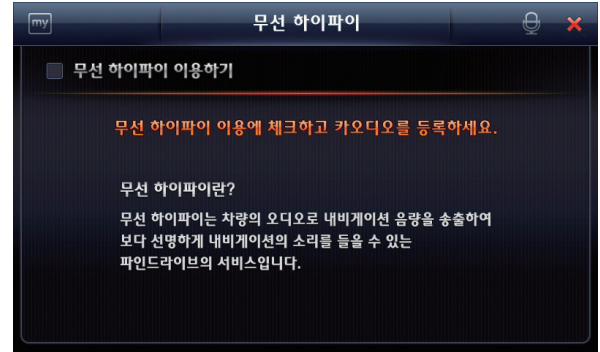 my
무선 하이파이
무선 하이파이 이용하기
무선 하이파이 이용에 체크하고 카오디오를 등록하세요.
무선 하이파이란?
무선 하이파이는 차량의 오디오로 내비게이션 음량을 송출하여
보다 선명하게 내비게이션의 소리를 들을 수 있는
파인드라이브의 서비스입니다.